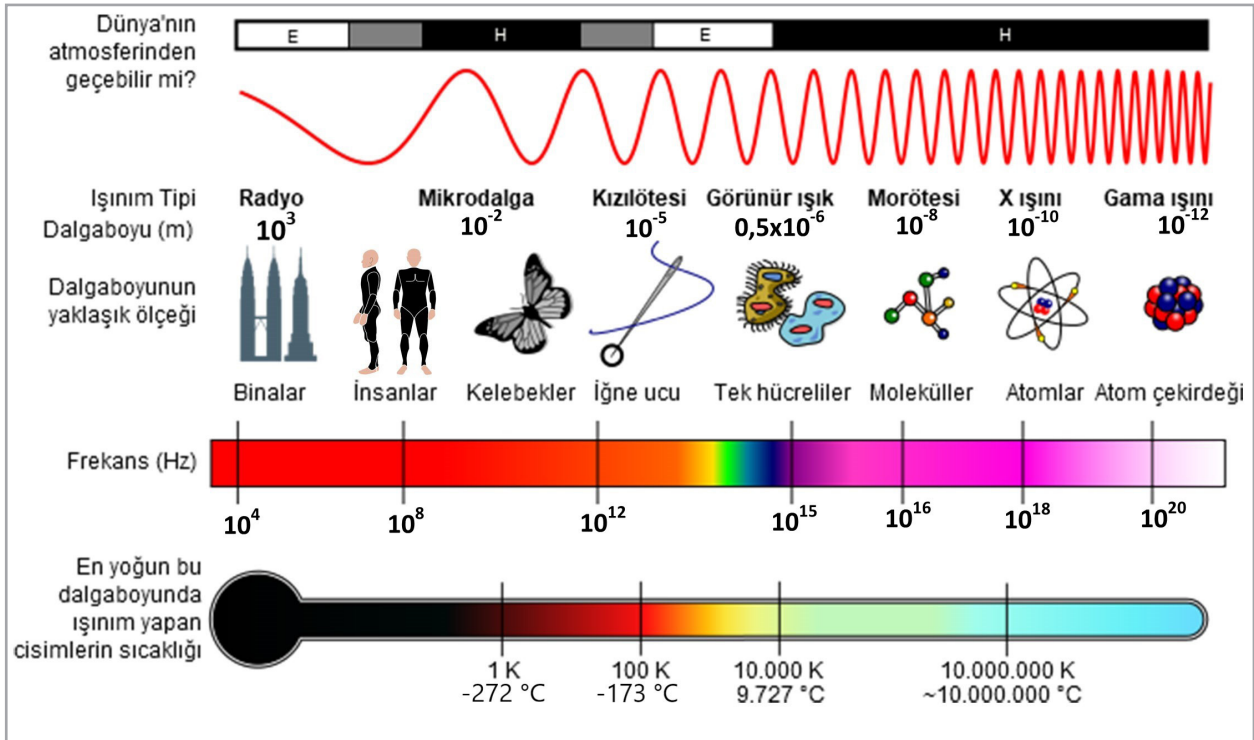 Dünya'nın
atmosferinden
geçebilir mi?
E H E H
Işınım Tipi
Radyo Mikrodalga Kızılötesi Görünür ışık Morötesi X ışını Gama ışını
Dalgaboyu (m)
10³ 10⁻² 10⁻⁵ 0,5x10⁻⁶ 10⁻⁸ 10⁻¹⁰ 10⁻¹²
Dalgaboyunun
yaklaşık ölçeği
Binalar İnsanlar Kelebekler İğne ucu Tek hücreliler Moleküller Atomlar Atom çekirdeği
Frekans (Hz)
10⁴ 10⁸ 10¹² 10¹⁵ 10¹⁶ 10¹⁸ 10²⁰
En yoğun bu
dalgaboyunda
ışınım yapan
cisimlerin sıcaklığı
1 K 100 K 10.000 K 10.000.000 K
-272 °C -173 °C 9.727 °C ~10.000.000 °C